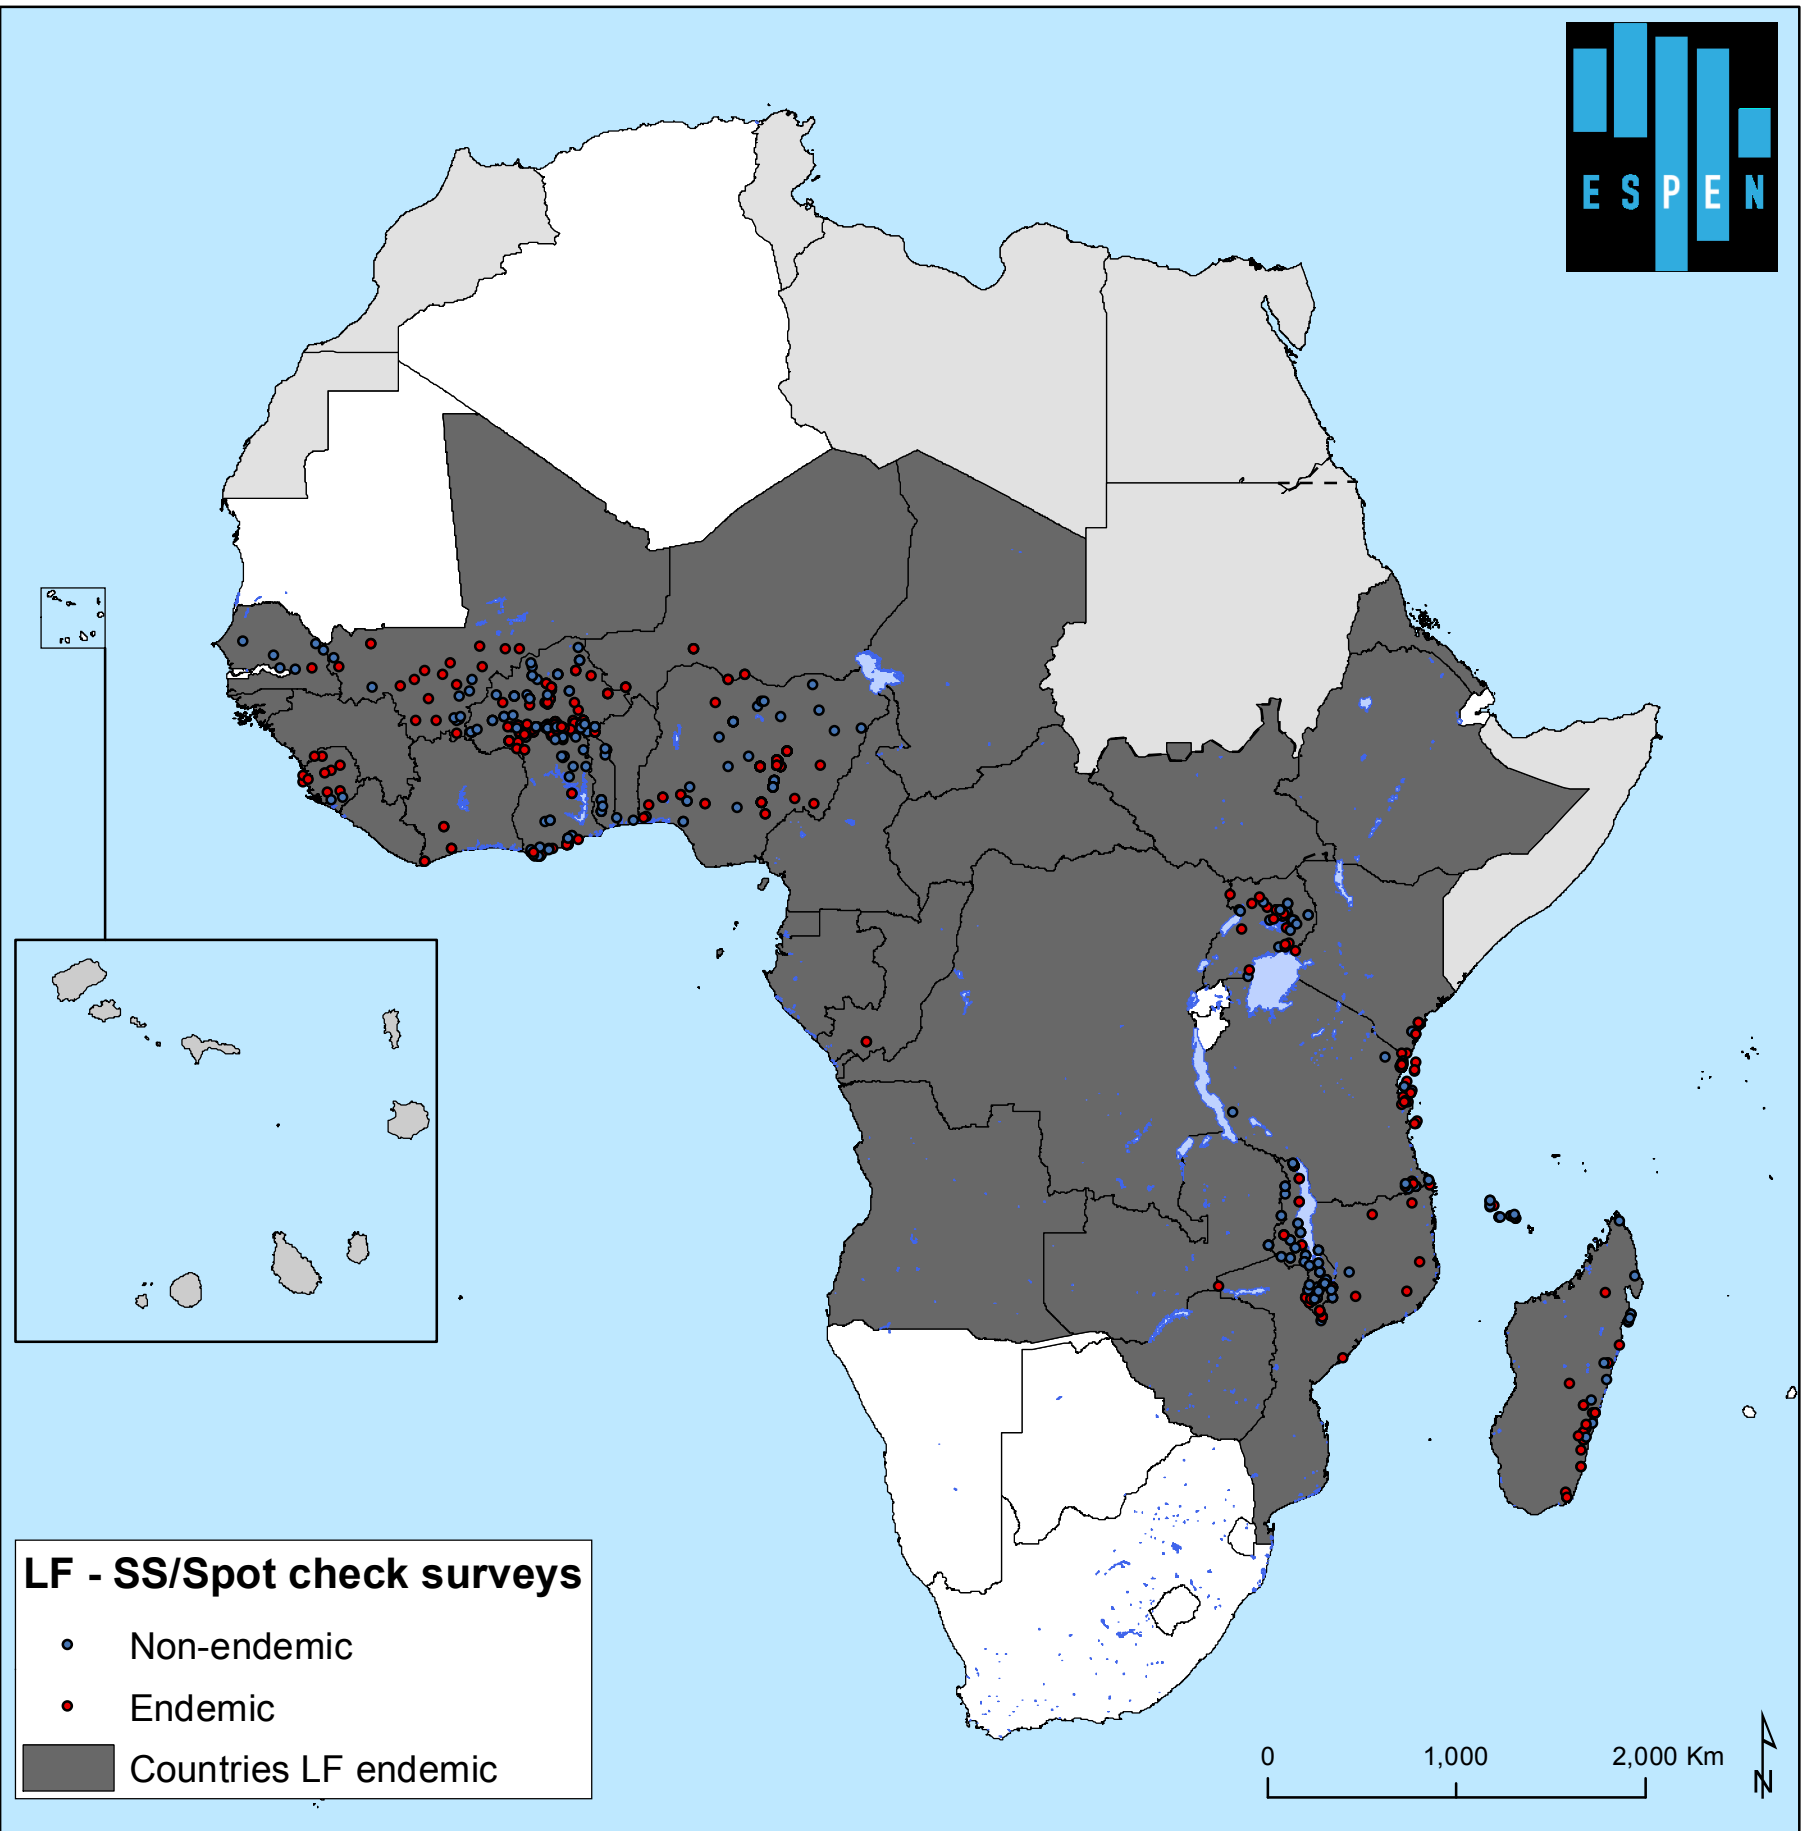 ESPEN
LF - SS/Spot check surveys
Non-endemic
Endemic
Countries LF endemic
0 1,000 2,000 Km
N